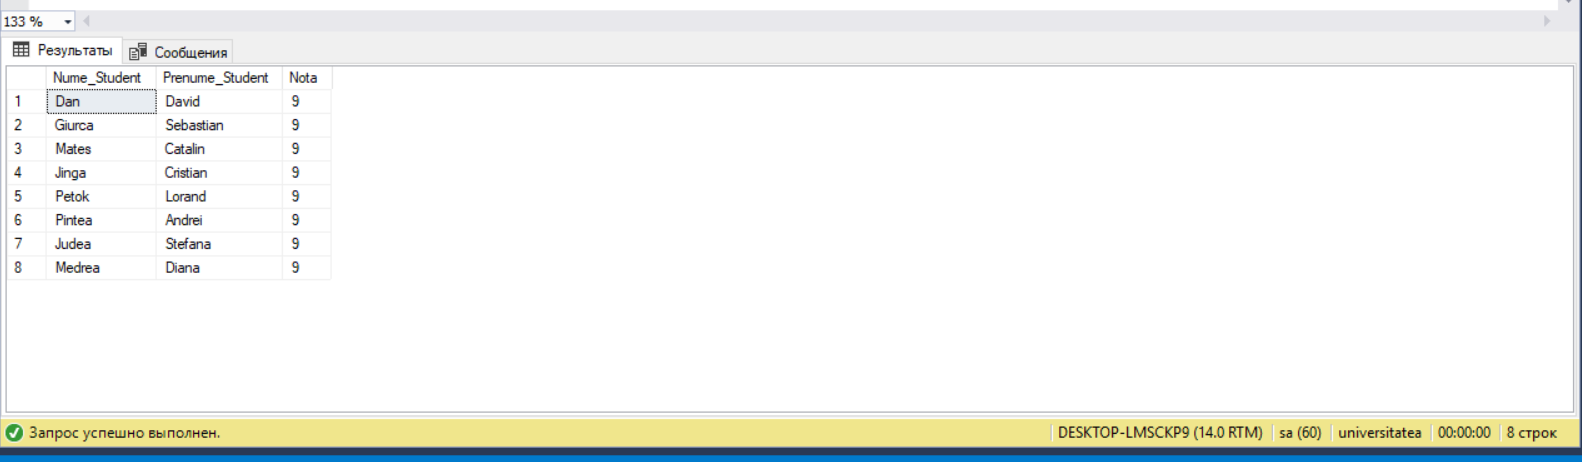 133 %
Результаты Сообщения
Nume_Student Prenume_Student Nota
1 Dan David 9
2 Giurca Sebastian 9
3 Mates Catalin 9
4 Jinga Cristian 9
5 Petok Lorand 9
6 Pintea Andrei 9
7 Judea Stefana 9
8 Medrea Diana 9
Запрос успешно выполнен. DESKTOP-LMSCKP9 (14.0 RTM) sa (60) universitatea 00:00:00 8 строк